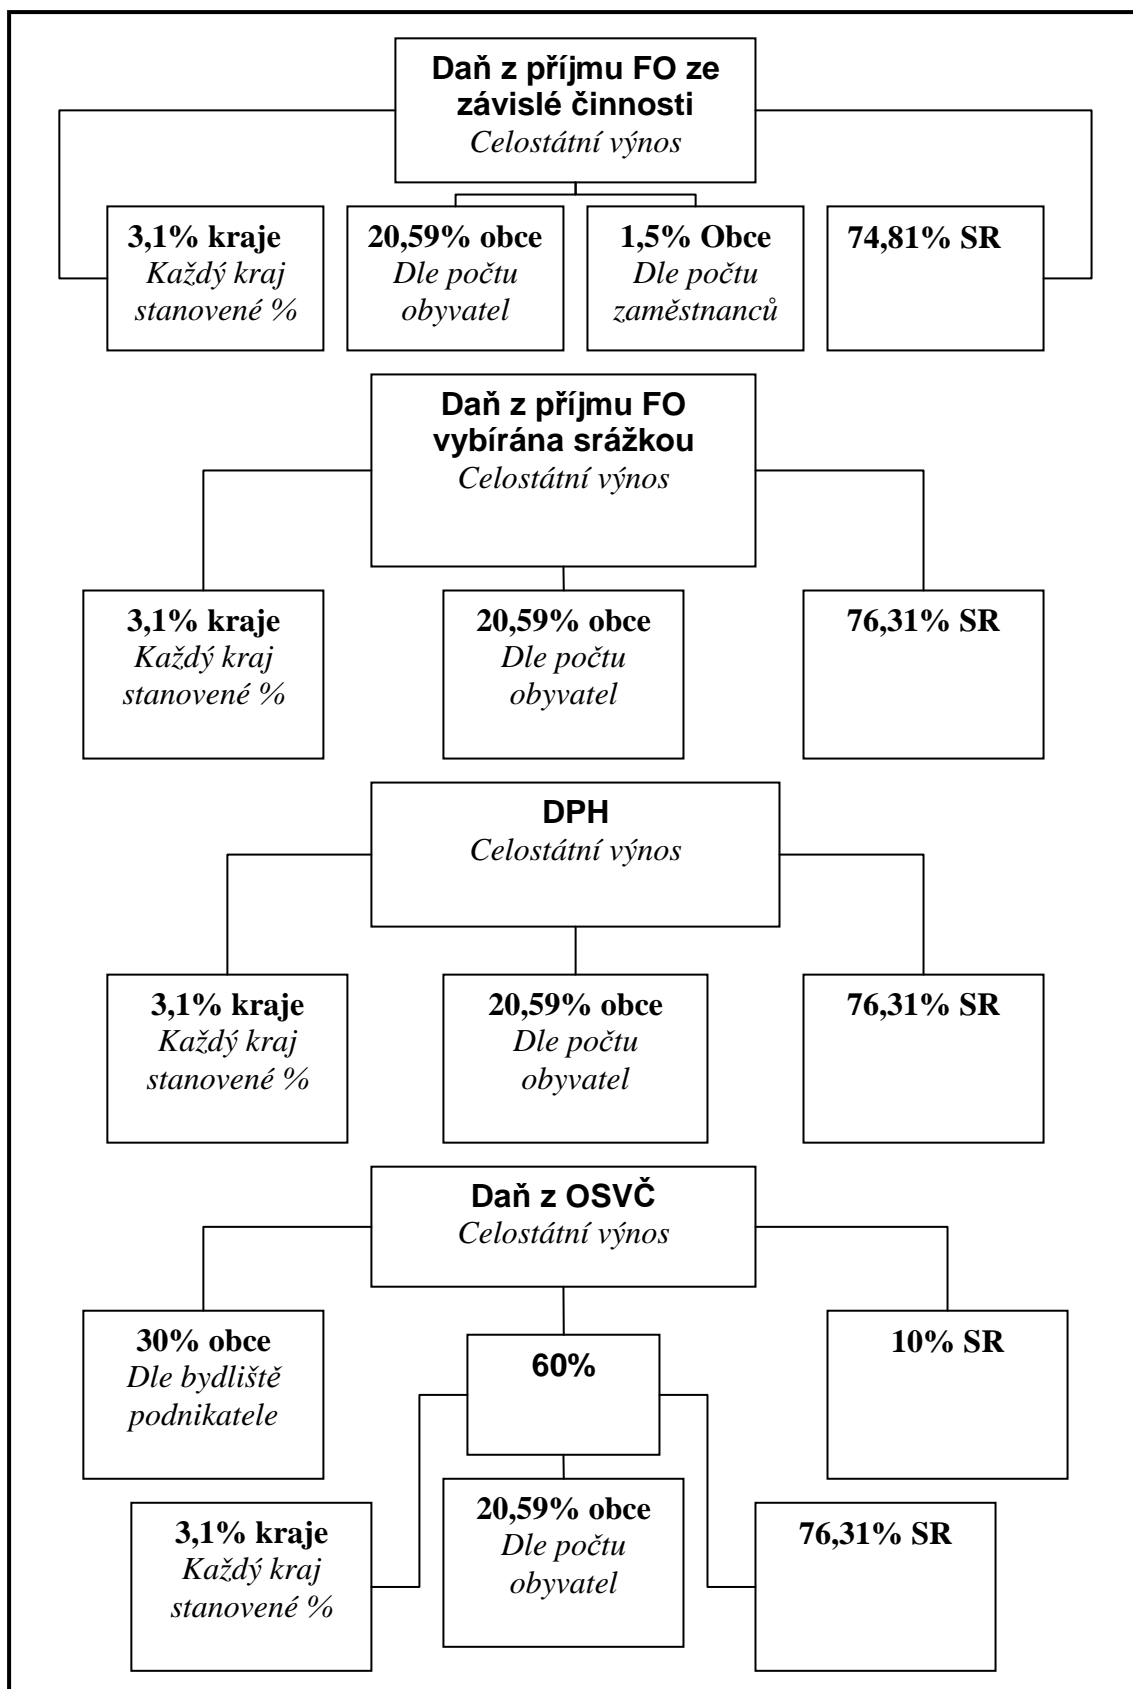 Daň z příjmu FO ze
závislé činnosti
Celostátní výnos
3,1% kraje
Každý kraj
stanovené %
20,59% obce
Dle počtu
obyvatel
1,5% Obce
Dle počtu
zaměstnanců
74,81% SR
Daň z příjmu FO
vybírána srážkou
Celostátní výnos
3,1% kraje
Každý kraj
stanovené %
20,59% obce
Dle počtu
obyvatel
76,31% SR
DPH
Celostátní výnos
3,1% kraje
Každý kraj
stanovené %
20,59% obce
Dle počtu
obyvatel
76,31% SR
Daň z OSVČ
Celostátní výnos
30% obce
Dle bydliště
podnikatele
60%
10% SR
3,1% kraje
Každý kraj
stanovené %
20,59% obce
Dle počtu
obyvatel
76,31% SR